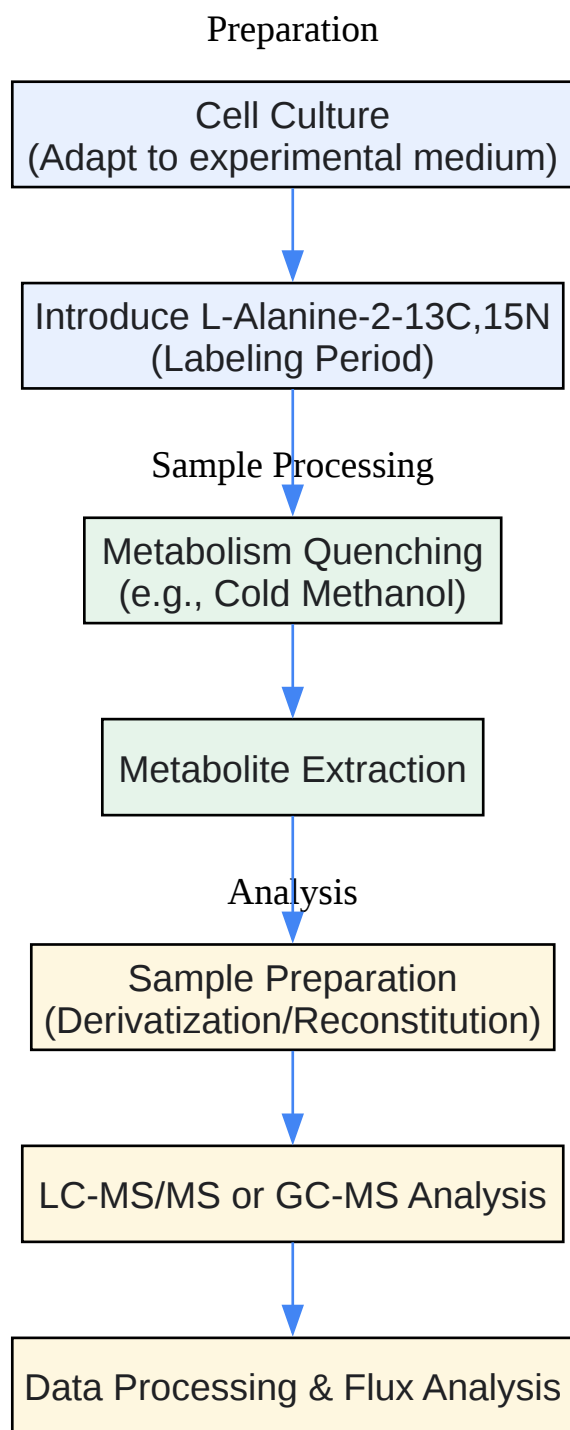 Preparation
Cell Culture
(Adapt to experimental medium)
Introduce L-Alanine-2-13C,15N
(Labeling Period)
Sample Processing
Metabolism Quenching
(e.g., Cold Methanol)
Metabolite Extraction
Analysis
Sample Preparation
(Derivatization/Reconstitution)
LC-MS/MS or GC-MS Analysis
Data Processing & Flux Analysis